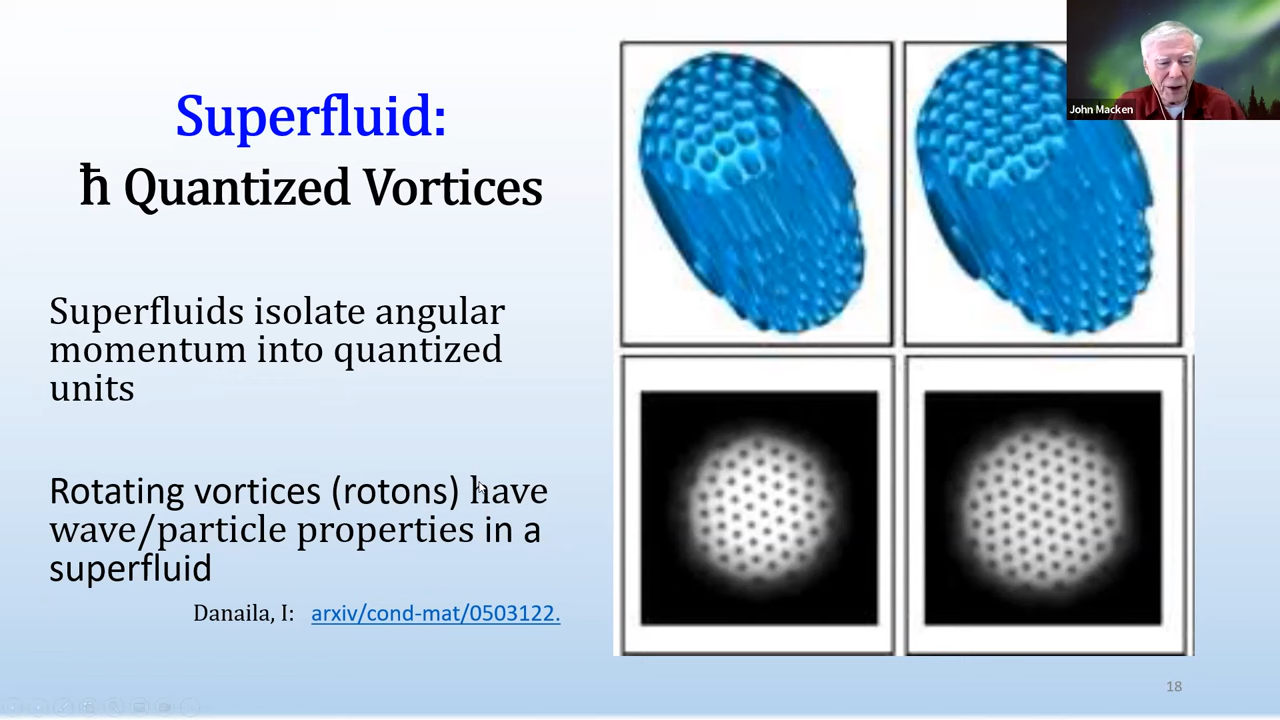 Superfluid:
ħ Quantized Vortices
Superfluids isolate angular
momentum into quantized
units
Rotating vortices (rotons) have
wave/particle properties in a
superfluid
Danaila, I: arxiv/cond-mat/0503122.
John Macken
18